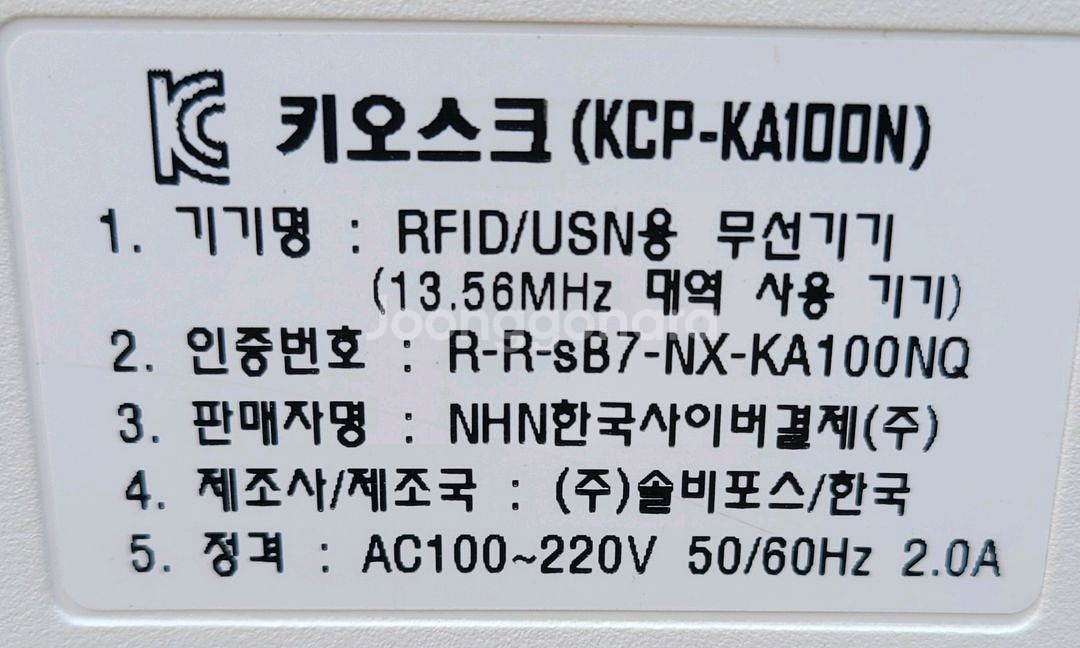 KC 키오스크 (KCP-KA100N)
1. 기기명 : RFID/USN용 무선기기
(13.56MHz 대역 사용 기기)
Joonggonara
2. 인증번호 : R-R-sB7-NX-KA100NQ
3. 판매자명 : NHN한국사이버결제(주)
4. 제조사/제조국 : (주)솔비포스/한국
5. 정격 : AC100~220V 50/60Hz 2.0A